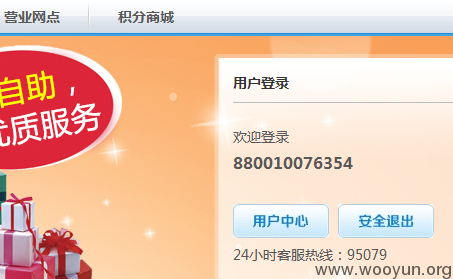 营业网点 积分商城
自助，
优质服务
用户登录
欢迎登录
880010076354
用户中心 安全退出
24小时客服热线：95079
www.wooyun.org